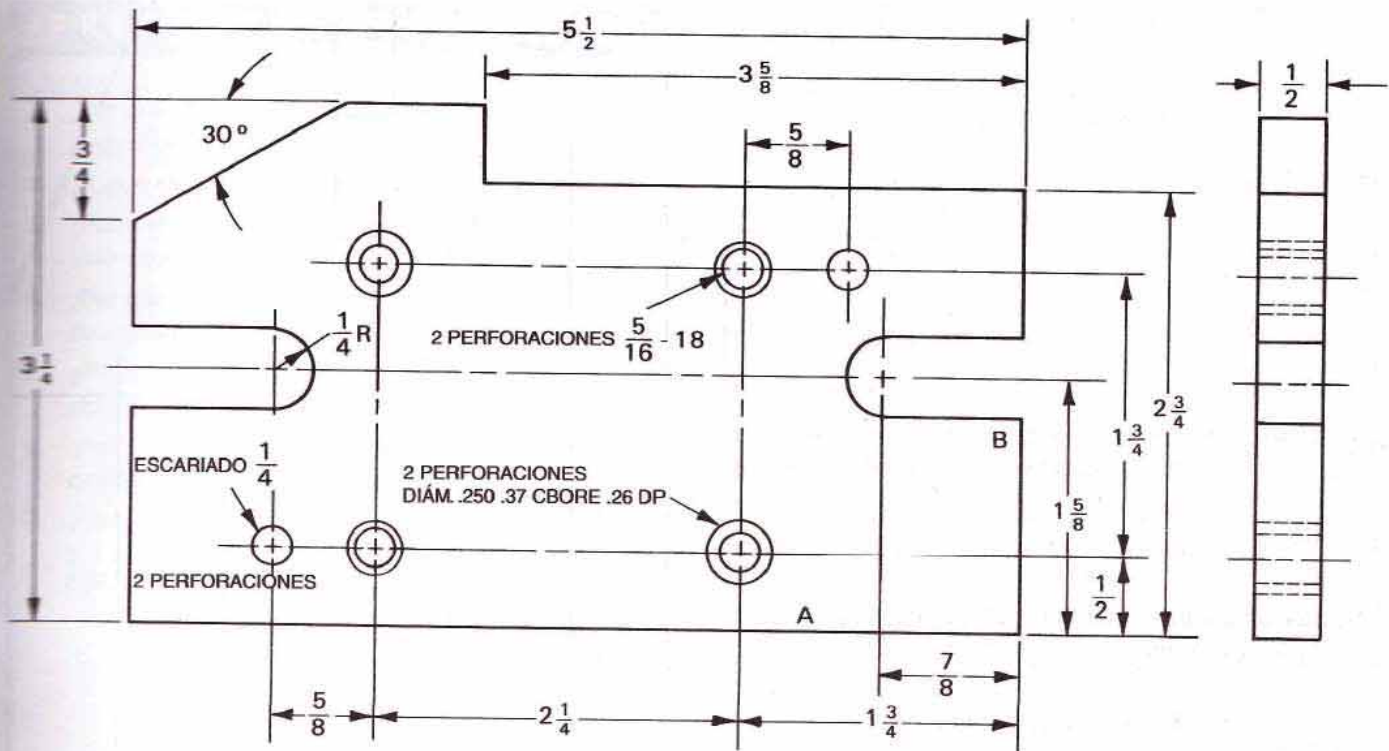 5 1/2
3 5/8
1/2
30º
3/4
5/8
1/4 R
2 PERFORACIONES 5/16 - 18
3 1/4
2 3/4
1 3/4
B
ESCARIADO 1/4
2 PERFORACIONES
DIÁM. .250 .37 CBORE .26 DP
1 5/8
2 PERFORACIONES
1/2
A
7/8
5/8
2 1/4
1 3/4